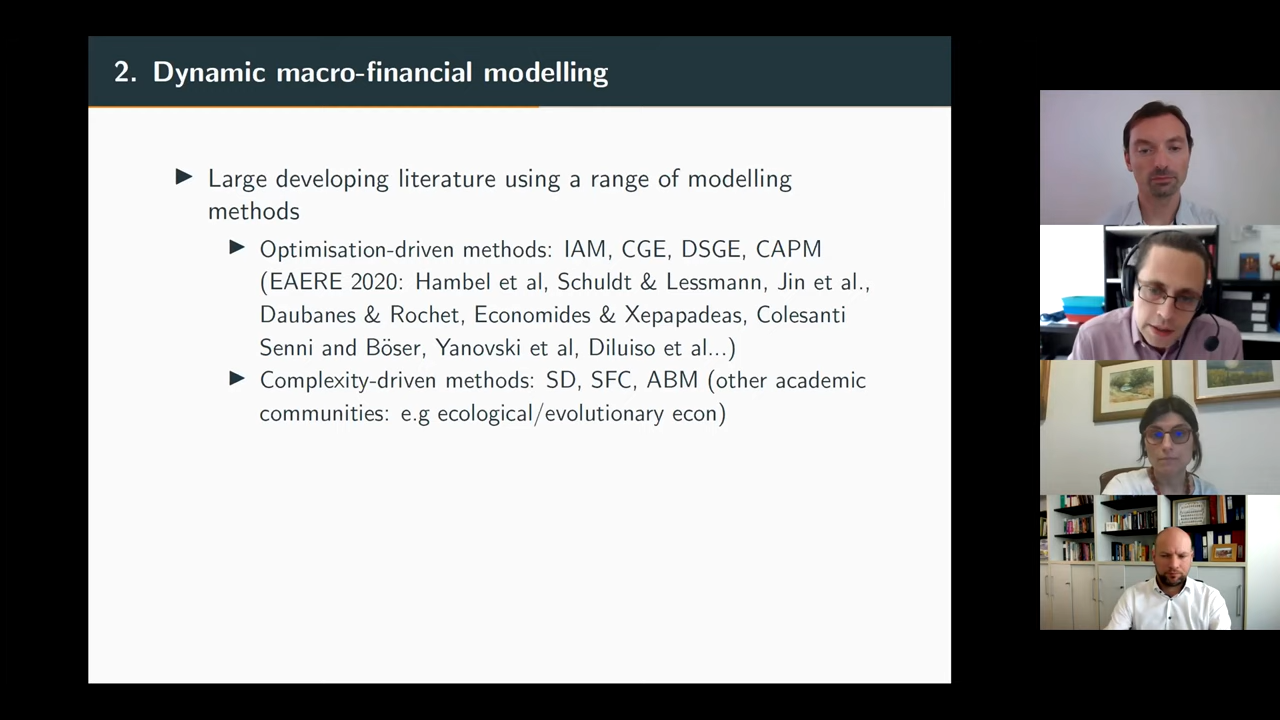 2. Dynamic macro-financial modelling
▶ Large developing literature using a range of modelling
methods
▶ Optimisation-driven methods: IAM, CGE, DSGE, CAPM
(EAERE 2020: Hambel et al, Schuldt & Lessmann, Jin et al.,
Daubanes & Rochet, Economides & Xepapadeas, Colesanti
Senni and Böser, Yanovski et al, Diluiso et al...)
▶ Complexity-driven methods: SD, SFC, ABM (other academic
communities: e.g ecological/evolutionary econ)